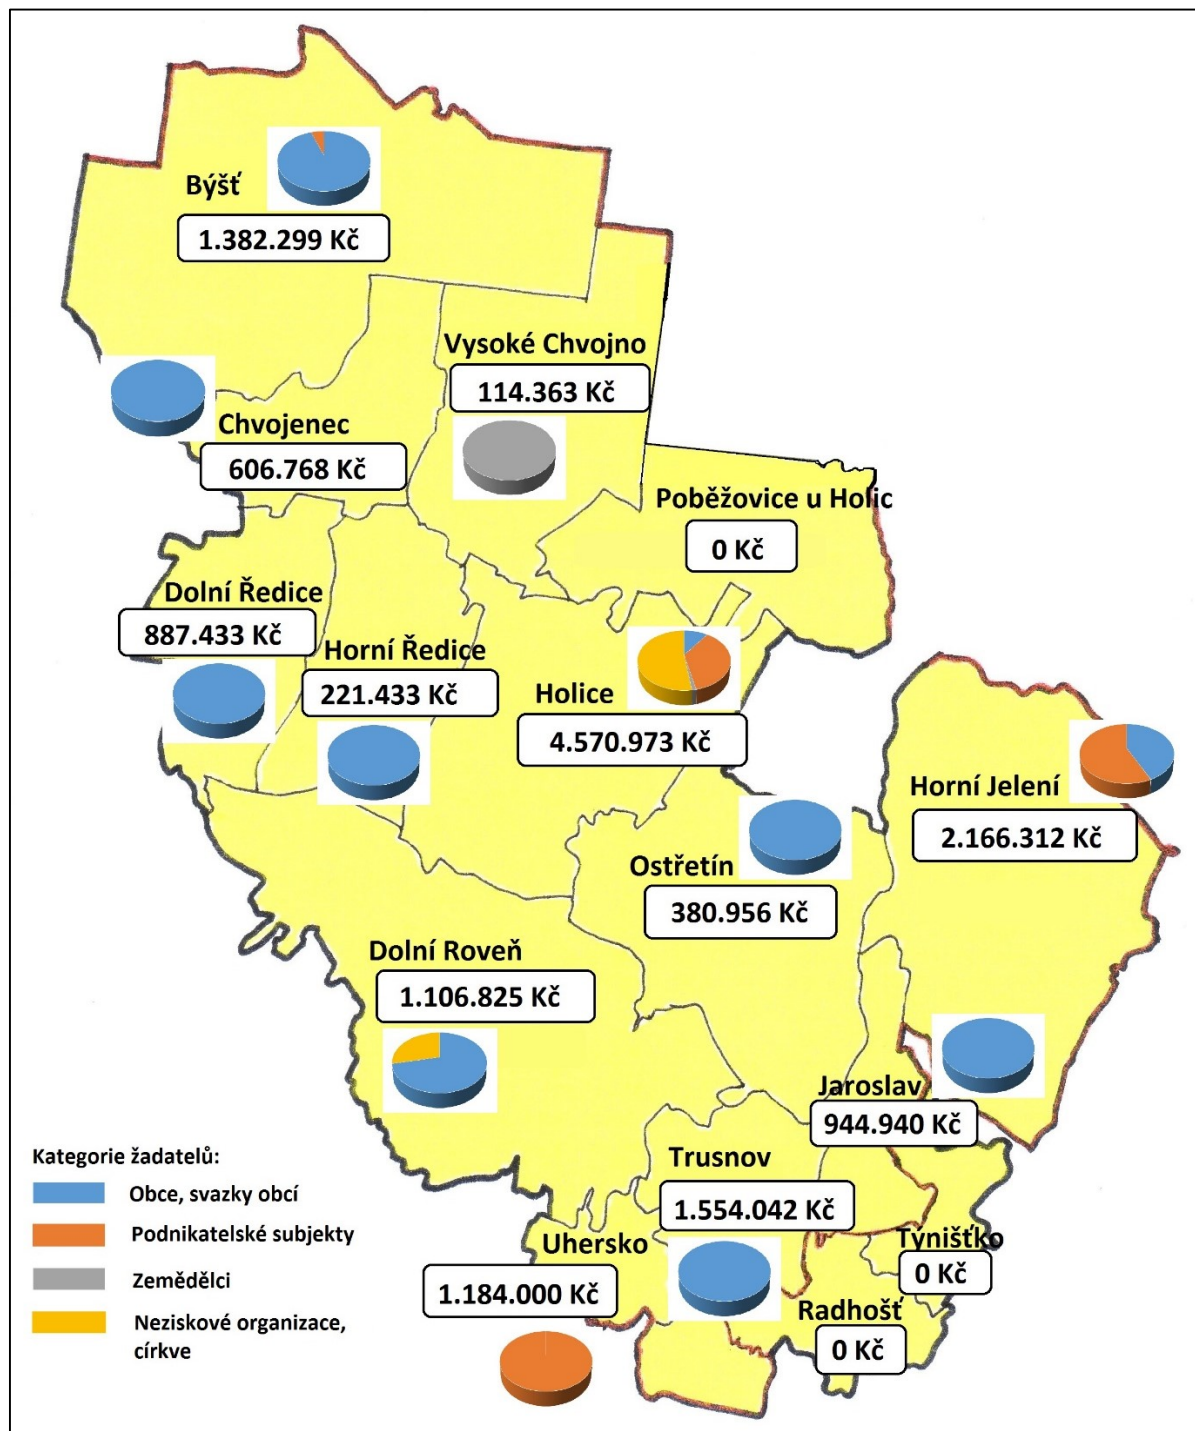 Býšť
1.382.299 Kč
Vysoké Chvojno
114.363 Kč
Chvojenec
606.768 Kč
Poběžovice u Holic
0 Kč
Dolní Ředice
887.433 Kč
Horní Ředice
221.433 Kč
Holice
4.570.973 Kč
Horní Jelení
2.166.312 Kč
Ostřetín
380.956 Kč
Dolní Roveň
1.106.825 Kč
Jaroslav
944.940 Kč
Trusnov
1.554.042 Kč
Uhersko
1.184.000 Kč
Týnišťko
0 Kč
Radhošť
0 Kč
Kategorie žadatelů:
Obce, svazky obcí
Podnikatelské subjekty
Zemědělci
Neziskové organizace,
církve